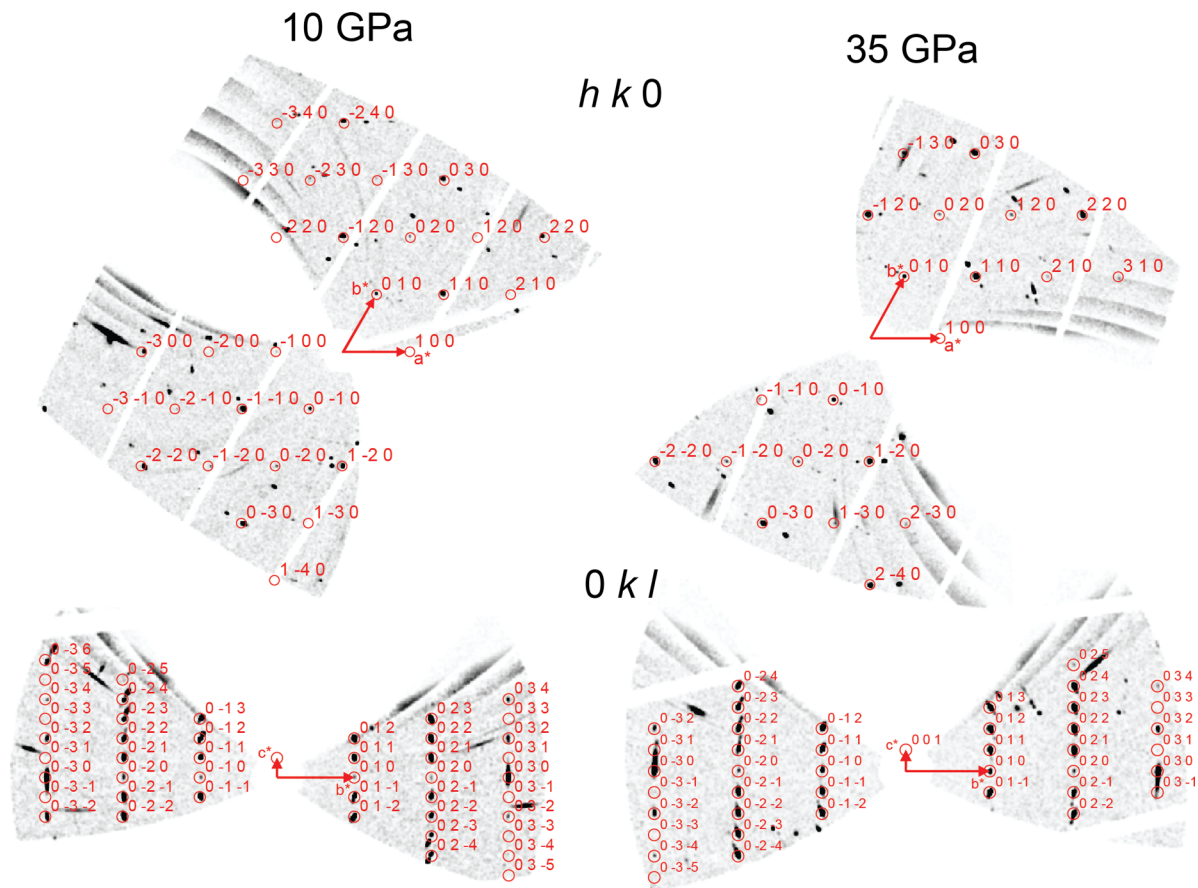 10 GPa
35 GPa
h k 0
-3 4 0 -2 4 0
-3 3 0 -2 3 0 -1 3 0 0 3 0
2 2 0 -1 2 0 0 2 0 1 2 0 2 2 0
b* 0 1 0 1 1 0 2 1 0
1 0 0
a*
-3 0 0 -2 0 0 -1 0 0
-3 -1 0 -2 -1 0 -1 -1 0 0 -1 0
-2 -2 0 -1 -2 0 0 -2 0 1 -2 0
0 -3 0 1 -3 0
1 -4 0
-1 3 0 0 3 0
-1 2 0 0 2 0 1 2 0 2 2 0
b* 0 1 0 1 1 0 2 1 0 3 1 0
1 0 0
a*
-1 -1 0 0 -1 0
-2 -2 0 -1 -2 0 0 -2 0 1 -2 0
0 -3 0 1 -3 0 2 -3 0
2 -4 0
0 k l
0 -3 6
0 -3 5
0 -3 4
0 -3 3
0 -3 2
0 -3 1
0 -3 0
0 -3 -1
0 -3 -2
0 -2 5
0 -2 4
0 -2 3
0 -2 2
0 -2 1
0 -2 0
0 -2 -1
0 -2 -2
0 -1 3
0 -1 2
0 -1 1
0 -1 0
0 -1 -1
c*
b*
0 1 2
0 1 1
0 1 0
0 1 -1
0 1 -2
0 2 3
0 2 2
0 2 1
0 2 0
0 2 -1
0 2 -2
0 2 -3
0 2 -4
0 3 4
0 3 3
0 3 2
0 3 1
0 3 0
0 3 -1
0 3 -2
0 3 -3
0 3 -4
0 3 -5
0 -3 2
0 -3 1
0 -3 0
0 -3 -1
0 -3 -2
0 -3 -3
0 -3 -4
0 -3 -5
0 -2 4
0 -2 3
0 -2 2
0 -2 1
0 -2 0
0 -2 -1
0 -2 -2
0 -2 -3
0 -2 -4
0 -1 2
0 -1 1
0 -1 0
0 -1 -1
0 -1 -2
c* 0 0 1
b*
0 1 3
0 1 2
0 1 1
0 1 0
0 1 -1
0 2 5
0 2 4
0 2 3
0 2 2
0 2 1
0 2 0
0 2 -1
0 2 -2
0 3 4
0 3 3
0 3 2
0 3 1
0 3 0
0 3 -1